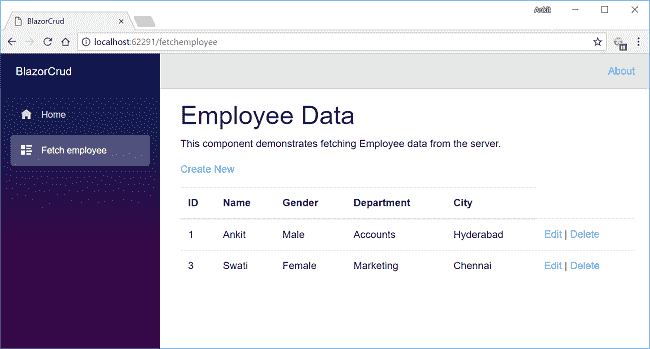 Ankit
BlazorCrud
localhost:62291/fetchemployee
BlazorCrud
About
Home
Fetch employee
Employee Data
This component demonstrates fetching Employee data from the server.
Create New
ID Name Gender Department City
1 Ankit Male Accounts Hyderabad Edit | Delete
3 Swati Female Marketing Chennai Edit | Delete